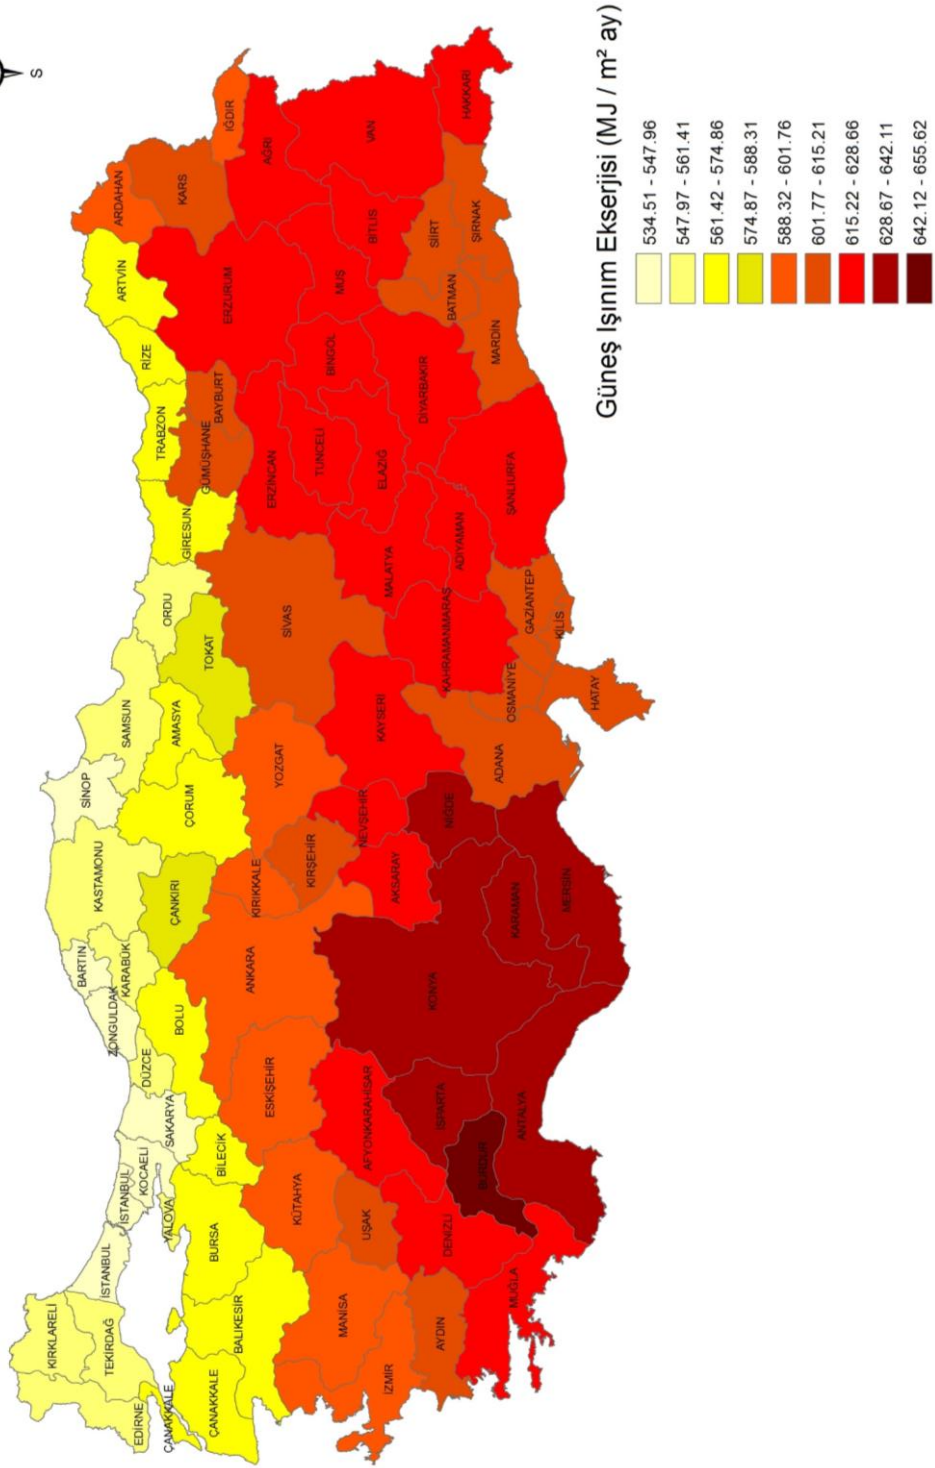 S
KIRKLARELİ
EDİRNE
TEKİRDAĞ
İSTANBUL
İSTANBUL
KOCAELİ
YALOVA
SAKARYA
DÜZCE
ZONGULDAK
BARTIN
KARABÜK
KASTAMONU
SİNOP
SAMSUN
ORDU
GİRESUN
TRABZON
RİZE
ARTVİN
ARDAHAN
KARS
IĞDIR
ÇANAKKALE
ÇANAKKALE
BALIKESİR
BURSA
BİLECİK
BOLU
ÇANKIRI
ÇORUM
AMASYA
TOKAT
GÜMÜŞHANE
BAYBURT
ERZURUM
AĞRI
MANİSA
İZMİR
KÜTAHYA
UŞAK
ESKİŞEHİR
ANKARA
KIRIKKALE
KIRŞEHİR
YOZGAT
SİVAS
ERZİNCAN
TUNCELİ
BİNGÖL
MUŞ
BİTLİS
VAN
HAKKARİ
AYDIN
DENİZLİ
MUĞLA
AFYONKARAHİSAR
BURDUR
ISPARTA
ANTALYA
KONYA
AKSARAY
NEVŞEHİR
NİĞDE
KARAMAN
MERSİN
KAYSERİ
ADANA
OSMANİYE
HATAY
KAHRAMANMARAŞ
MALATYA
ADIYAMAN
GAZİANTEP
KİLİS
ŞANLIURFA
ELAZIĞ
DİYARBAKIR
MARDİN
BATMAN
SİİRT
ŞIRNAK
Güneş Işınım Ekserjisi (MJ / m² ay)
534.51 - 547.96
547.97 - 561.41
561.42 - 574.86
574.87 - 588.31
588.32 - 601.76
601.77 - 615.21
615.22 - 628.66
628.67 - 642.11
642.12 - 655.62